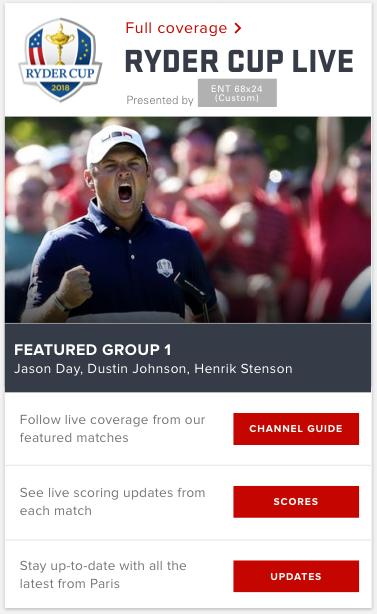 Full coverage >
RYDER CUP LIVE
RYDER CUP
2018
Presented by
ENT 68x24
(Custom)
FEATURED GROUP 1
Jason Day, Dustin Johnson, Henrik Stenson
Follow live coverage from our
featured matches
CHANNEL GUIDE
See live scoring updates from
each match
SCORES
Stay up-to-date with all the
latest from Paris
UPDATES